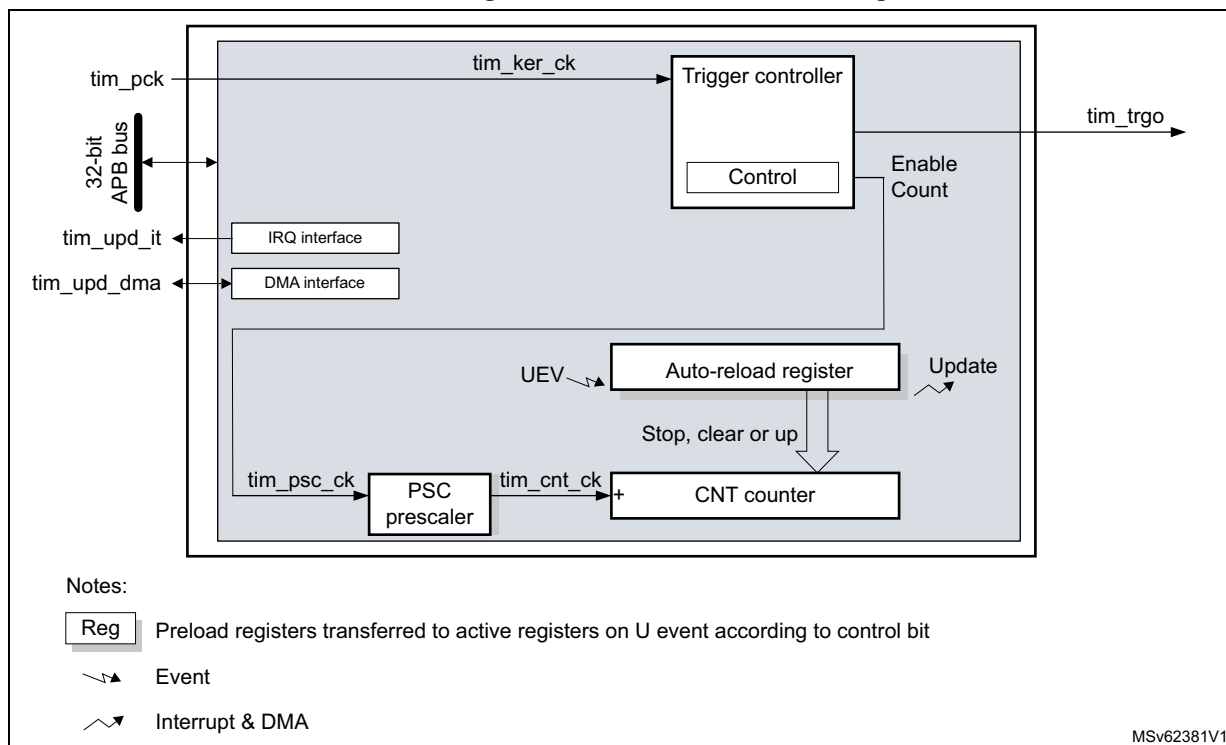 tim_pck
tim_ker_ck
Trigger controller
tim_trgo
32-bit
APB bus
Control
Enable
Count
tim_upd_it
IRQ interface
tim_upd_dma
DMA interface
UEV
Auto-reload register
Update
Stop, clear or up
tim_psc_ck
PSC
prescaler
tim_cnt_ck
+
CNT counter
Notes:
Reg
Preload registers transferred to active registers on U event according to control bit
Event
Interrupt & DMA
MSv62381V1